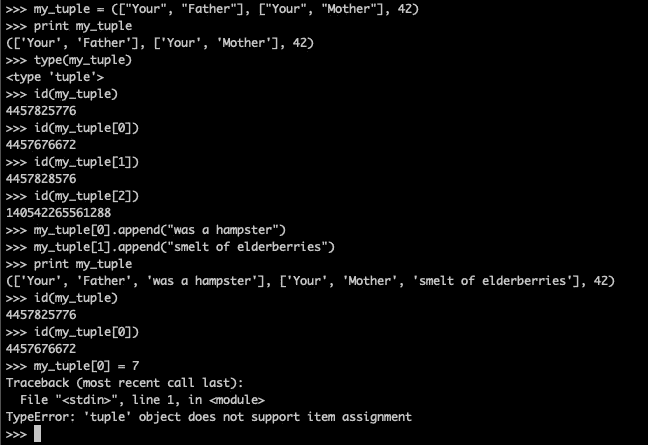 >>> my_tuple = (["Your", "Father"], ["Your", "Mother"], 42)
>>> print my_tuple
(['Your', 'Father'], ['Your', 'Mother'], 42)
>>> type(my_tuple)
<type 'tuple'>
>>> id(my_tuple)
4457825776
>>> id(my_tuple[0])
4457676672
>>> id(my_tuple[1])
4457828576
>>> id(my_tuple[2])
140542265561288
>>> my_tuple[0].append("was a hampster")
>>> my_tuple[1].append("smelt of elderberries")
>>> print my_tuple
(['Your', 'Father', 'was a hampster'], ['Your', 'Mother', 'smelt of elderberries'], 42)
>>> id(my_tuple)
4457825776
>>> id(my_tuple[0])
4457676672
>>> my_tuple[0] = 7
Traceback (most recent call last):
  File "<stdin>", line 1, in <module>
TypeError: 'tuple' object does not support item assignment
>>>